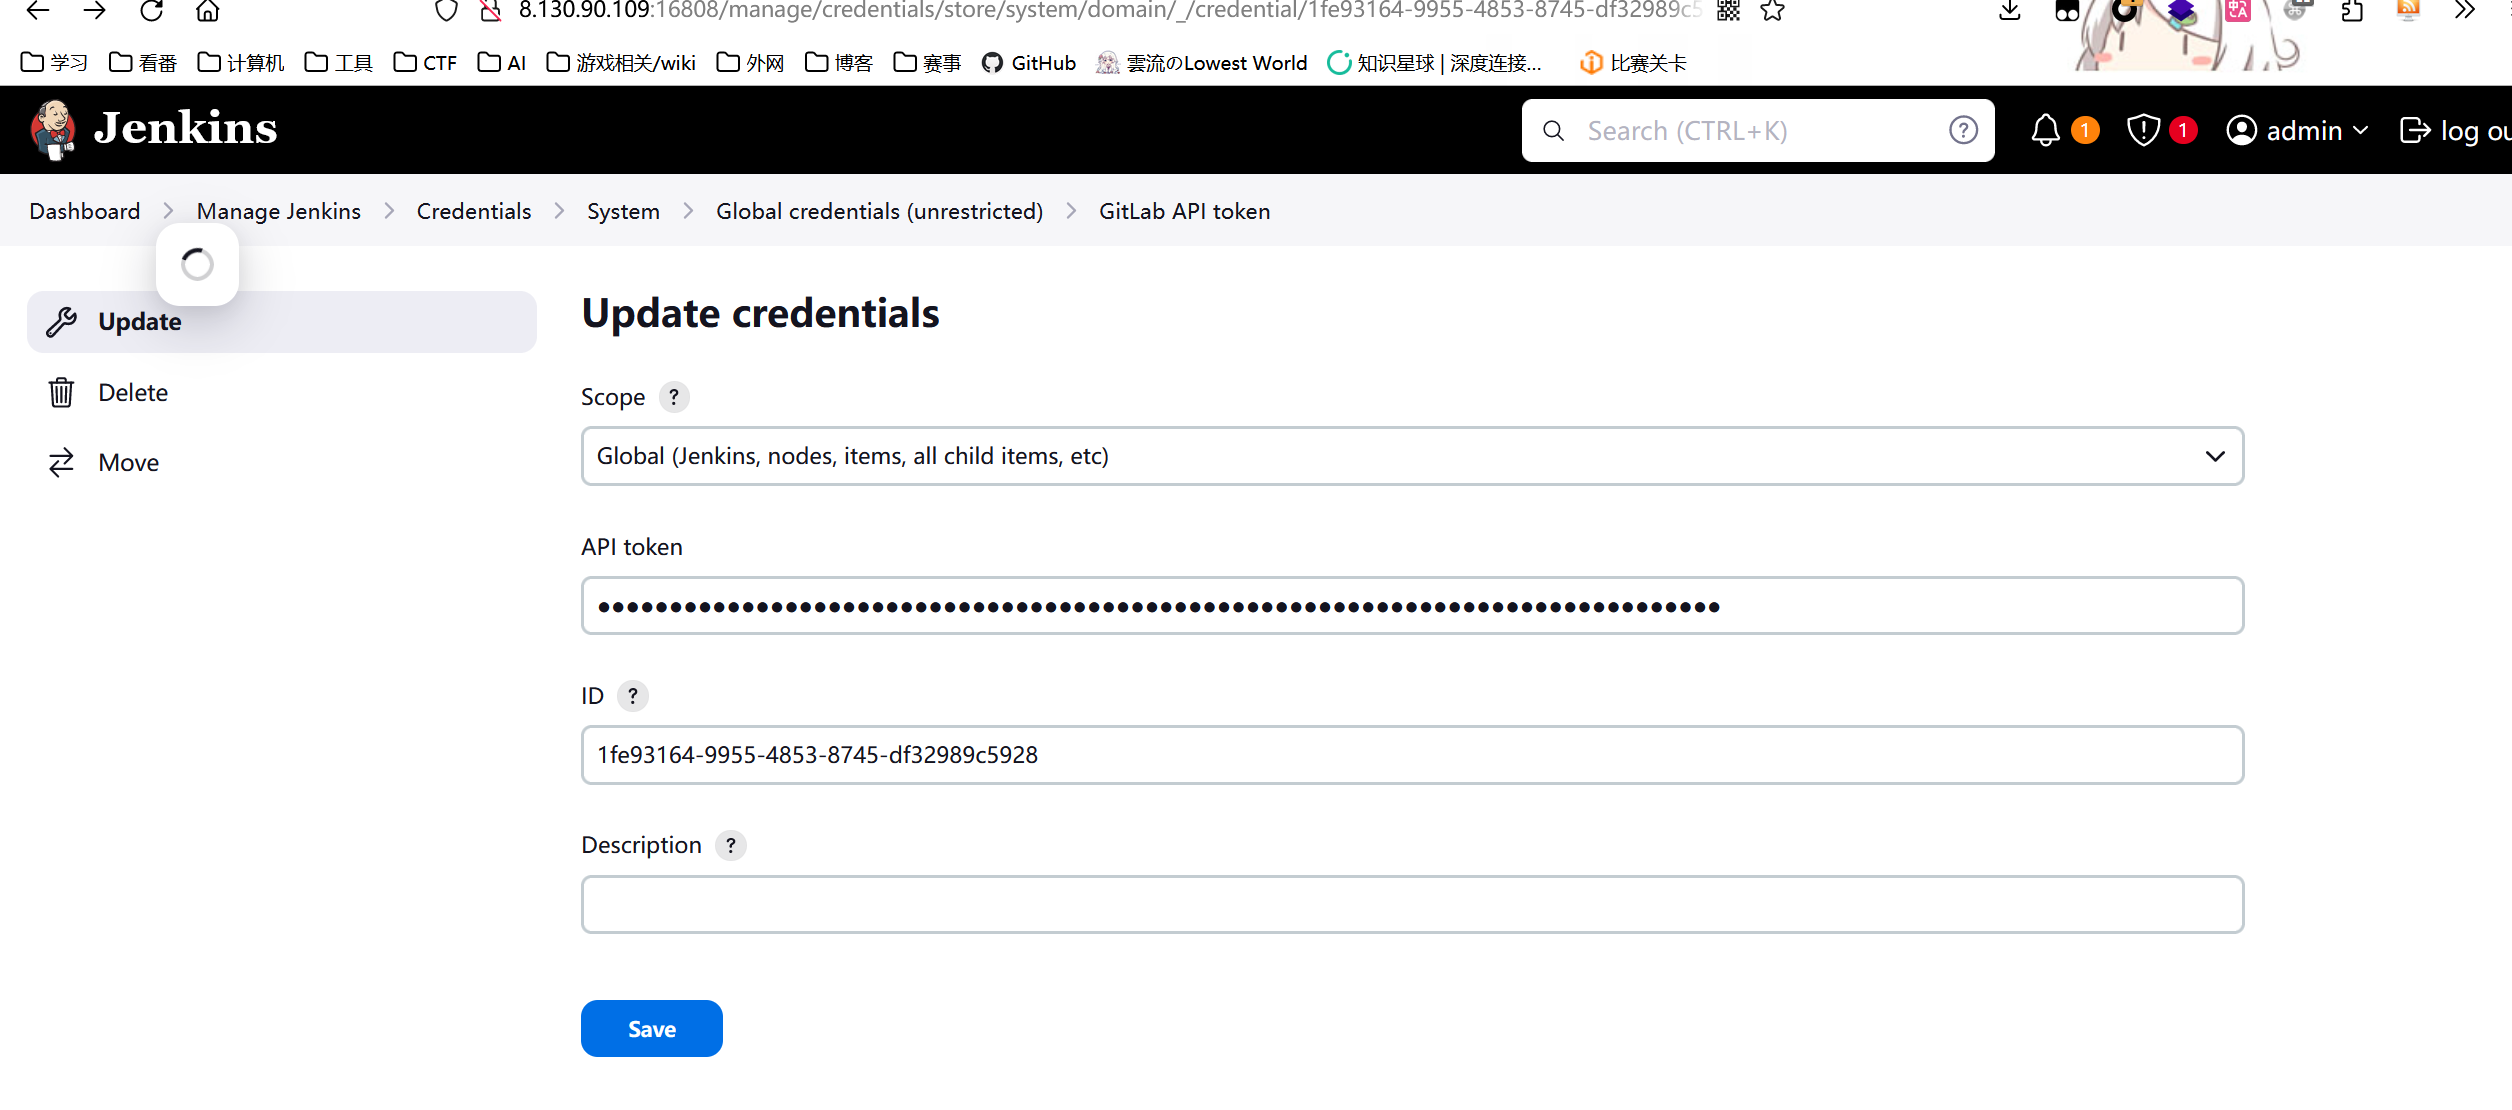 8.130.90.109:16808/manage/credentials/store/system/domain/_/credential/1fe93164-9955-4853-8745-df32989c5
学习 看番 计算机 工具 CTF AI 游戏相关/wiki 外网 博客 赛事 GitHub 雲流のLowest World 知识星球 | 深度连接... 比赛关卡
Jenkins Search (CTRL+K) ? 1 1 admin log ou
Dashboard Manage Jenkins Credentials System Global credentials (unrestricted) GitLab API token
Update
Delete
Move
Update credentials
Scope ?
Global (Jenkins, nodes, items, all child items, etc)
API token
ID ?
1fe93164-9955-4853-8745-df32989c5928
Description ?
Save